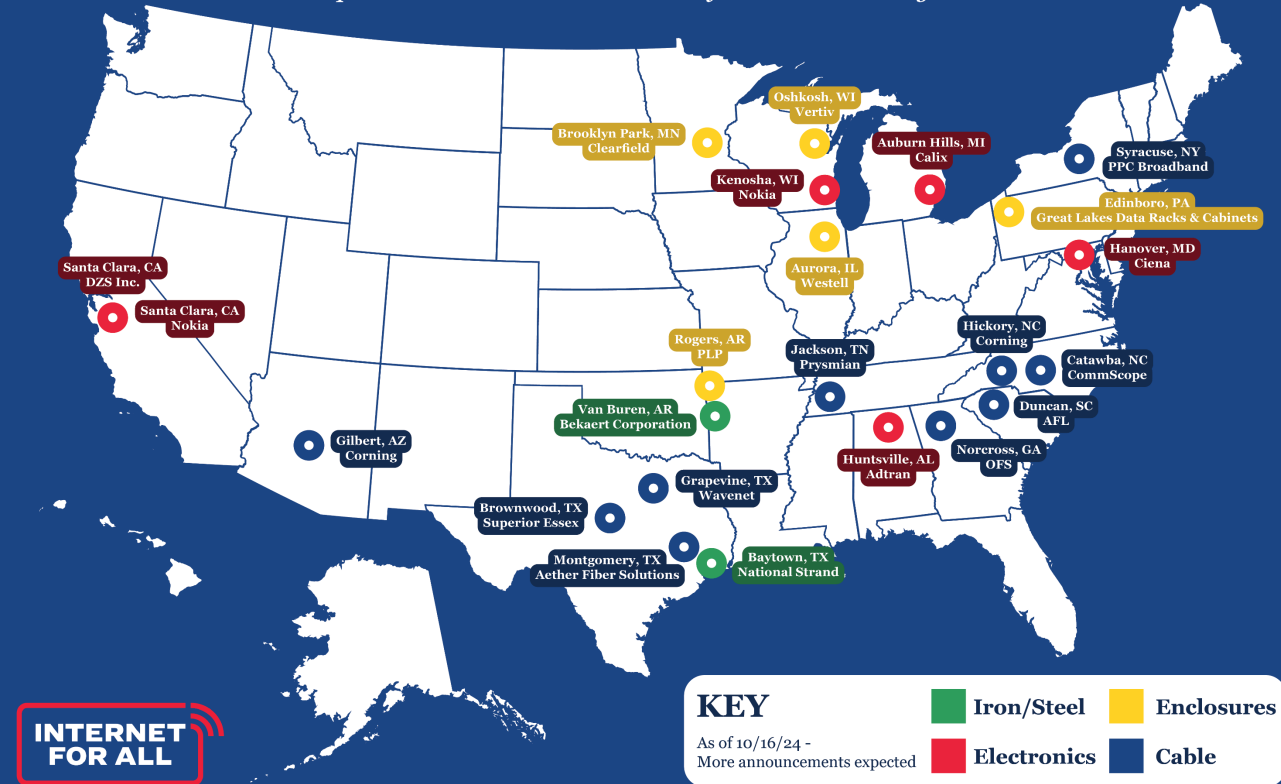 Oshkosh, WI
Vertiv
Brooklyn Park, MN
Clearfield
Auburn Hills, MI
Calix
Syracuse, NY
PPC Broadband
Kenosha, WI
Nokia
Edinboro, PA
Great Lakes Data Racks & Cabinets
Hanover, MD
Ciena
Aurora, IL
Westell
Santa Clara, CA
DZS Inc.
Santa Clara, CA
Nokia
Hickory, NC
Corning
Rogers, AR
PLP
Jackson, TN
Prysmian
Catawba, NC
CommScope
Van Buren, AR
Bekaert Corporation
Duncan, SC
AFL
Gilbert, AZ
Corning
Huntsville, AL
Adtran
Norcross, GA
OFS
Grapevine, TX
Wavenet
Brownwood, TX
Superior Essex
Montgomery, TX
Aether Fiber Solutions
Baytown, TX
National Strand
INTERNET
FOR ALL
KEY
As of 10/16/24 -
More announcements expected
Iron/Steel
Enclosures
Electronics
Cable